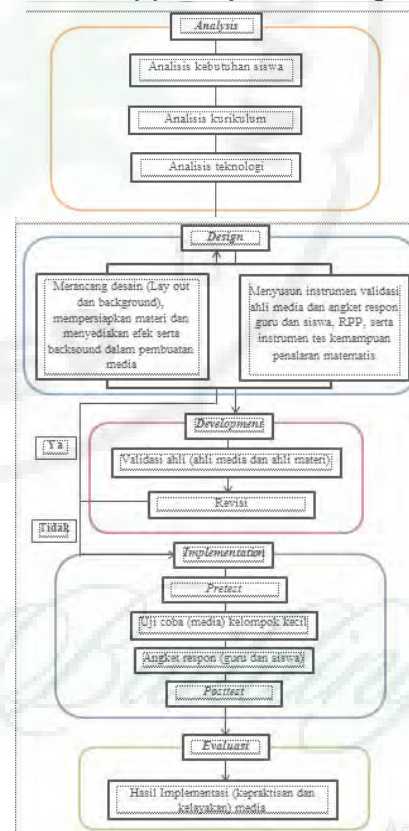 Analysis
Analisis kebutuhan siswa
Analisis kurikulum
Analisis teknologi
Design
Merancang desain (Lay out
dan background),
mempersiapkan materi dan
menyediakan efek serta
backsound dalam pembuatan
media
Menyusun instrumen validasi
ahli media dan angket respon
guru dan siswa, RPP, serta
instrumen tes kemampuan
penalaran matematis
Ya
Development
Validasi ahli (ahli media dan ahli materi)
Revisi
Tidak
Implementation
Pretest
Uji coba (media) kelompok kecil
Angket respon (guru dan siswa)
Posttest
Evaluasi
Hasil Implementasi (kepraktisan dan
kelayakan) media